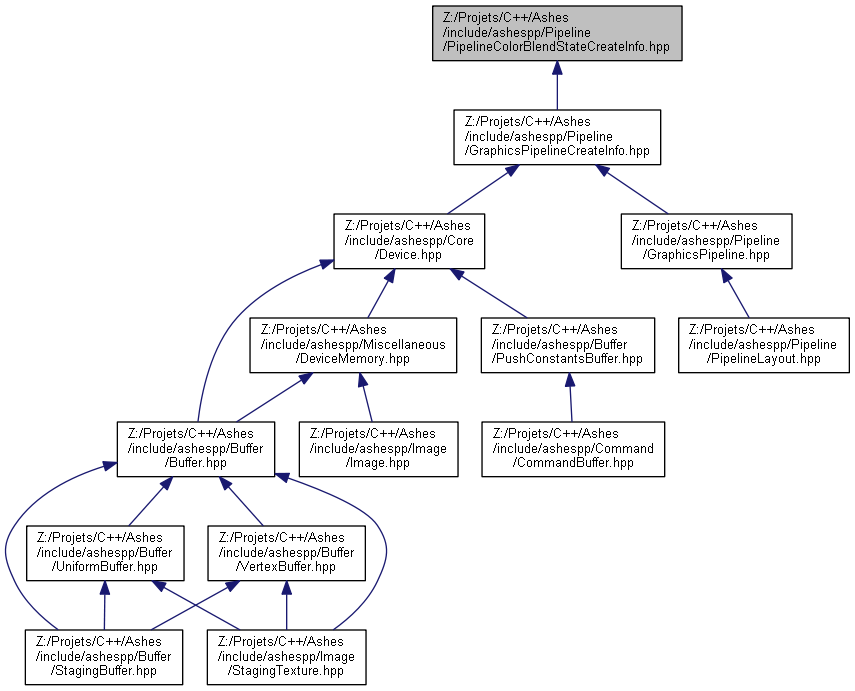 Z:/Projets/C++/Ashes
/include/ashespp/Pipeline
/PipelineColorBlendStateCreateInfo.hpp
Z:/Projets/C++/Ashes
/include/ashespp/Pipeline
/GraphicsPipelineCreateInfo.hpp
Z:/Projets/C++/Ashes
/include/ashespp/Core
/Device.hpp
Z:/Projets/C++/Ashes
/include/ashespp/Pipeline
/GraphicsPipeline.hpp
Z:/Projets/C++/Ashes
/include/ashespp/Miscellaneous
/DeviceMemory.hpp
Z:/Projets/C++/Ashes
/include/ashespp/Buffer
/PushConstantsBuffer.hpp
Z:/Projets/C++/Ashes
/include/ashespp/Pipeline
/PipelineLayout.hpp
Z:/Projets/C++/Ashes
/include/ashespp/Buffer
/Buffer.hpp
Z:/Projets/C++/Ashes
/include/ashespp/Image
/Image.hpp
Z:/Projets/C++/Ashes
/include/ashespp/Command
/CommandBuffer.hpp
Z:/Projets/C++/Ashes
/include/ashespp/Buffer
/UniformBuffer.hpp
Z:/Projets/C++/Ashes
/include/ashespp/Buffer
/VertexBuffer.hpp
Z:/Projets/C++/Ashes
/include/ashespp/Buffer
/StagingBuffer.hpp
Z:/Projets/C++/Ashes
/include/ashespp/Image
/StagingTexture.hpp